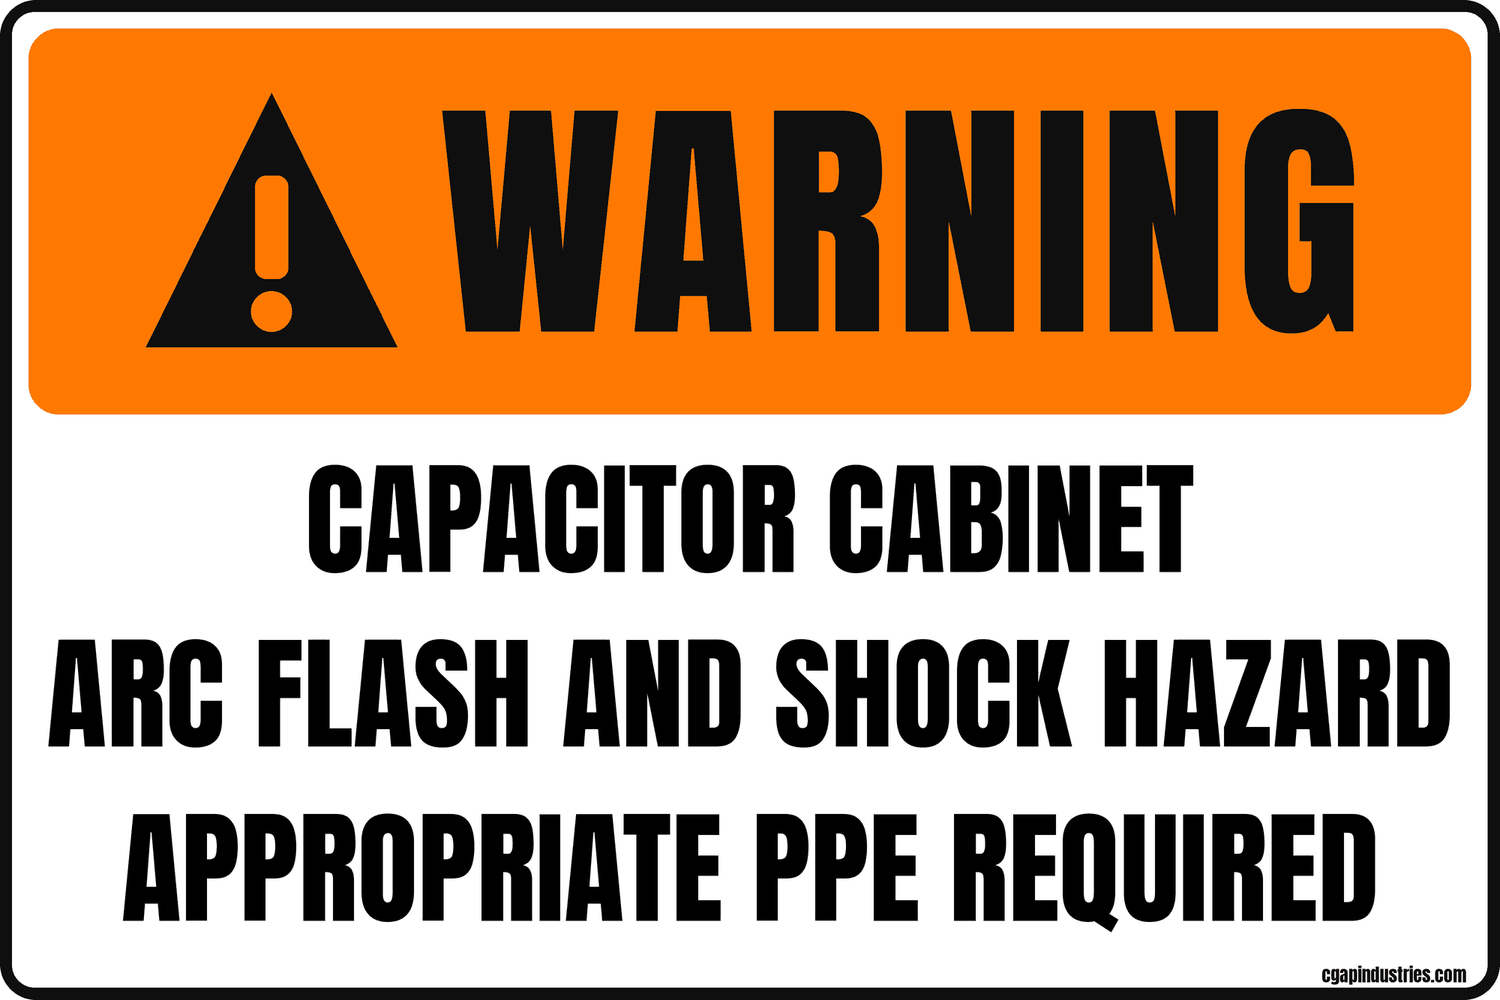 WARNING
CAPACITOR CABINET
ARC FLASH AND SHOCK HAZARD
APPROPRIATE PPE REQUIRED
cgapindustries.com